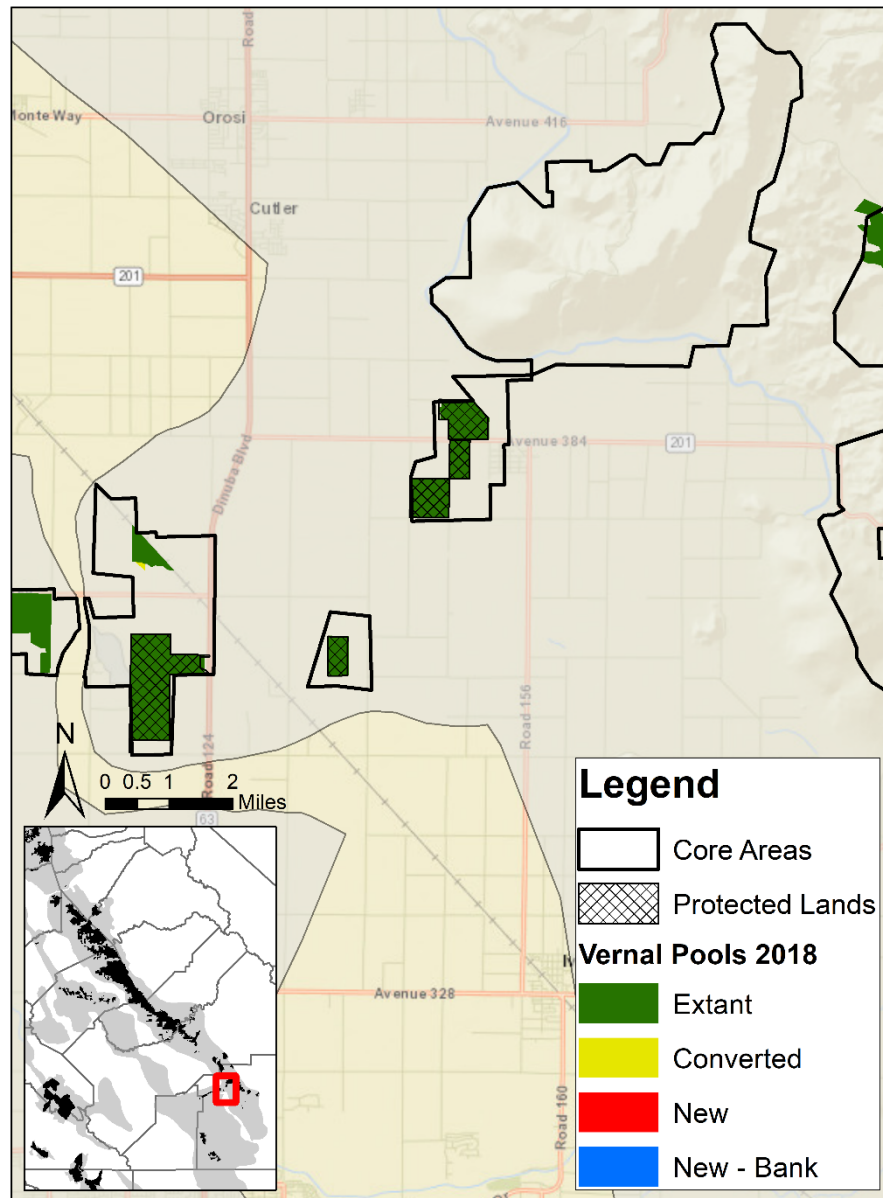 Road
Monte Way
Orosi
Avenue 416
Cutler
201
Dinuba Blvd
Avenue 384
201
Road 156
N
0 0.5 1 2
Miles
Road 124
63
Legend
Core Areas
Protected Lands
Vernal Pools 2018
Extant
Converted
New
New - Bank
Avenue 328
Road 160